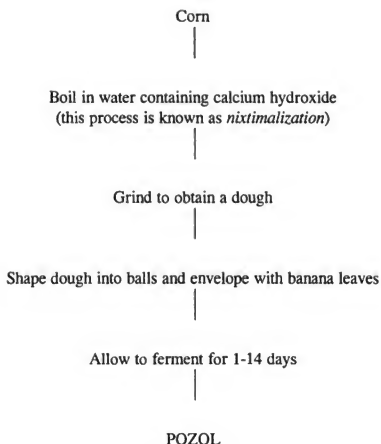 Corn
Boil in water containing calcium hydroxide
(this process is known as nixtimalization)
Grind to obtain a dough
Shape dough into balls and envelope with banana leaves
Allow to ferment for 1-14 days
POZOL